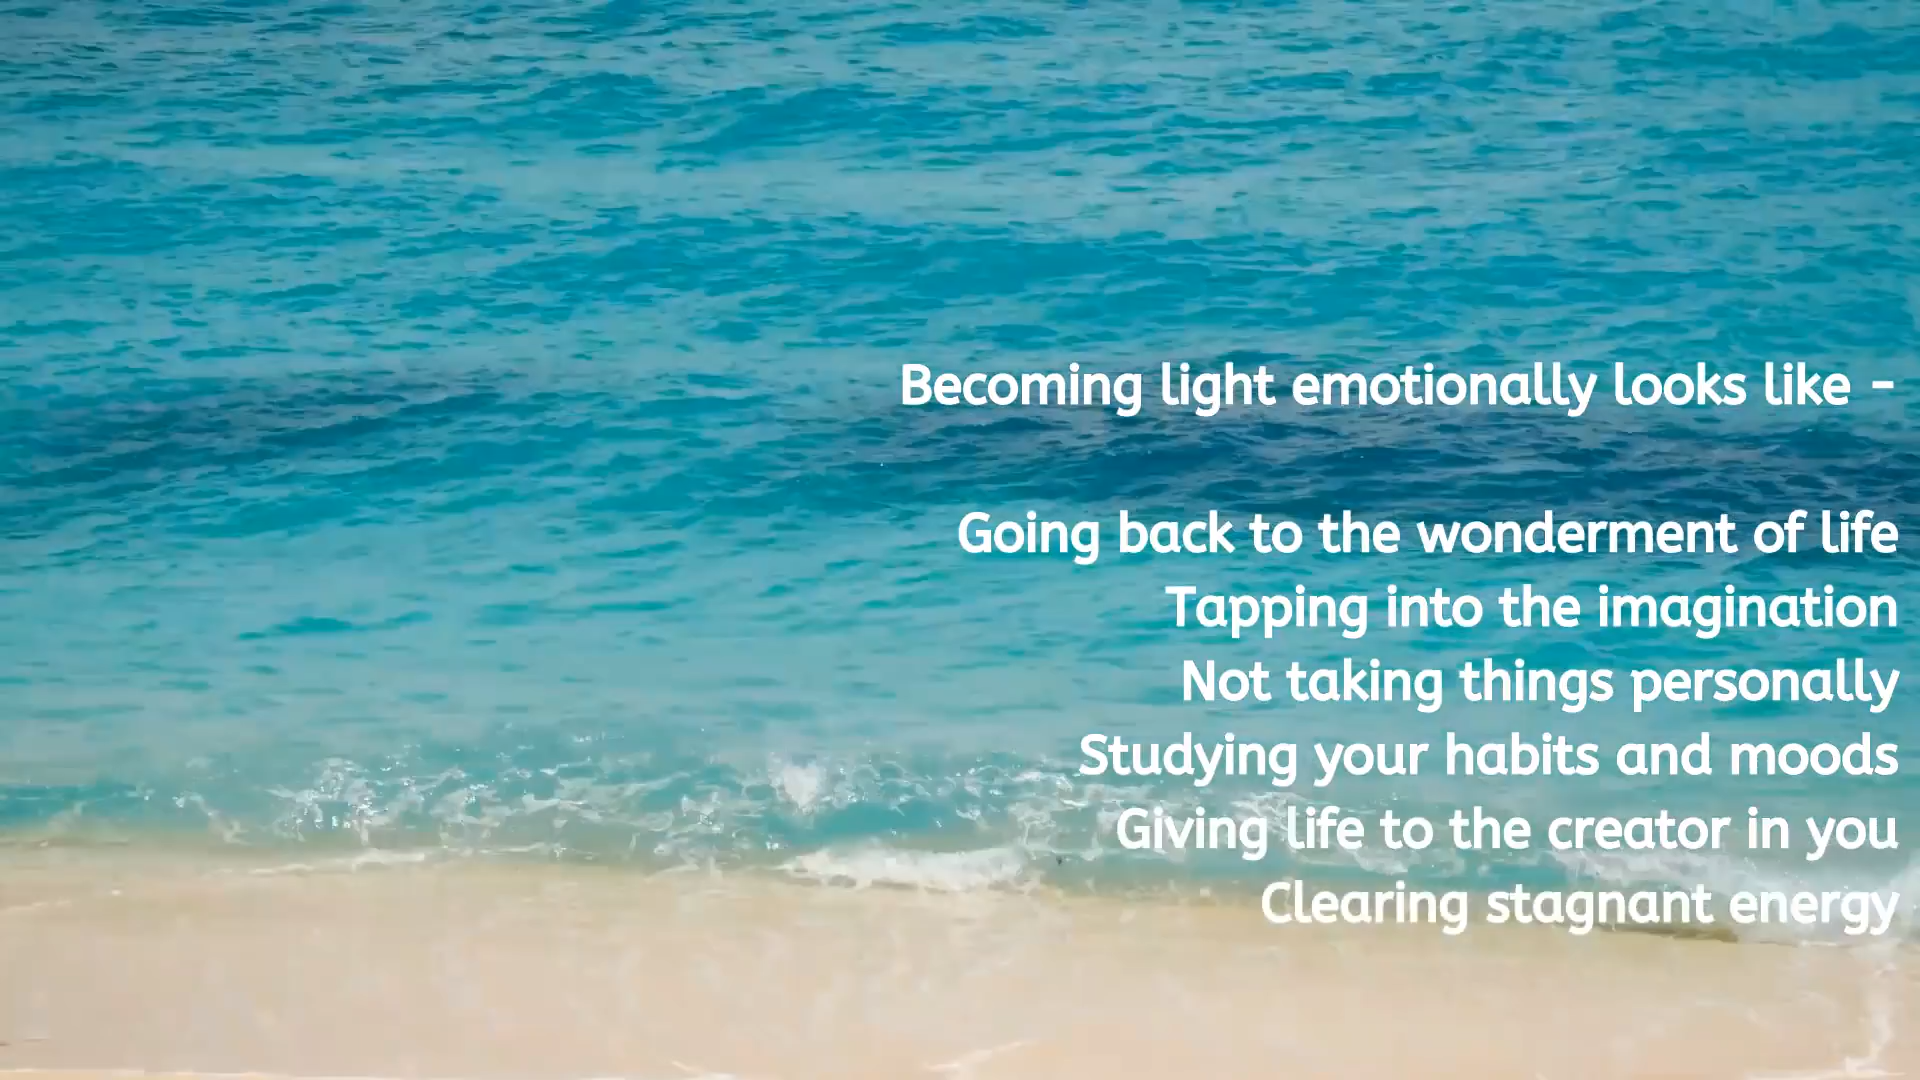 Becoming light emotionally looks like -
Going back to the wonderment of life
Tapping into the imagination
Not taking things personally
Studying your habits and moods
Giving life to the creator in you
Clearing stagnant energy